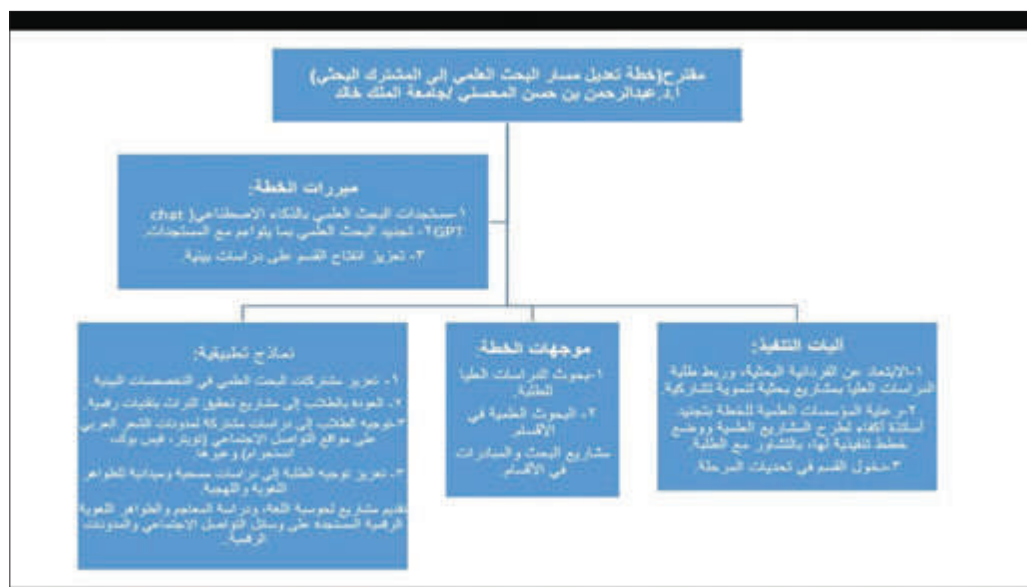 مقترح(خطة تعديل مسار البحث العلمي إلى المشترك البحثي)
أ.د.عبدالرحمن بن حسن المحسني /جامعة الملك خالد
مبررات الخطة:
١-مستجدات البحث العلمي بالذكاء الاصطناعي( chat
GPT٢- تجديد البحث العلمي بما يتواءم مع المستجدات.
٣- تعزيز انفتاح القسم على دراسات بينية.
آليات التنفيذ:
١-الابتعاد عن الفردانية البحثية، وربط طلبة
الدراسات العليا بمشاريع بحثية تنموية تشاركية.
٢-رعاية المؤسسات العلمية للخطة بتجنيد
أساتذة أكفاء لطرح المشاريع العلمية ووضع
خطط تنفيذية لها، بالتشاور مع الطلبة.
٣-دخول القسم في تحديات المرحلة.
موجهات الخطة:
١-بحوث الدراسات العليا
للطلبة.
٢- البحوث العلمية في
الأقسام
مشاريع البحث والمبادرات
في الأقسام
نماذج تطبيقية:
١- تعزيز مشتركات البحث العلمي في التخصصات البينية.
٢- العودة بالطلاب إلى مشاريع تحقيق التراث بتقنيات رقمية.
٣-توجيه الطلاب إلى دراسات مشتركة لمدونات الشعر العربي
على مواقع التواصل الاجتماعي (تويتر، فيس بوك،
انستجرام) وغيرها
٣- تعزيز توجيه الطلبة إلى دراسات مسحية وميدانية للظواهر
اللغوية واللهجية.
تقديم مشاريع لحوسبة اللغة، ودراسة المعاجم والظواهر اللغوية
الرقمية المستجدة على وسائل التواصل الاجتماعي والمدونات
الرقمية.